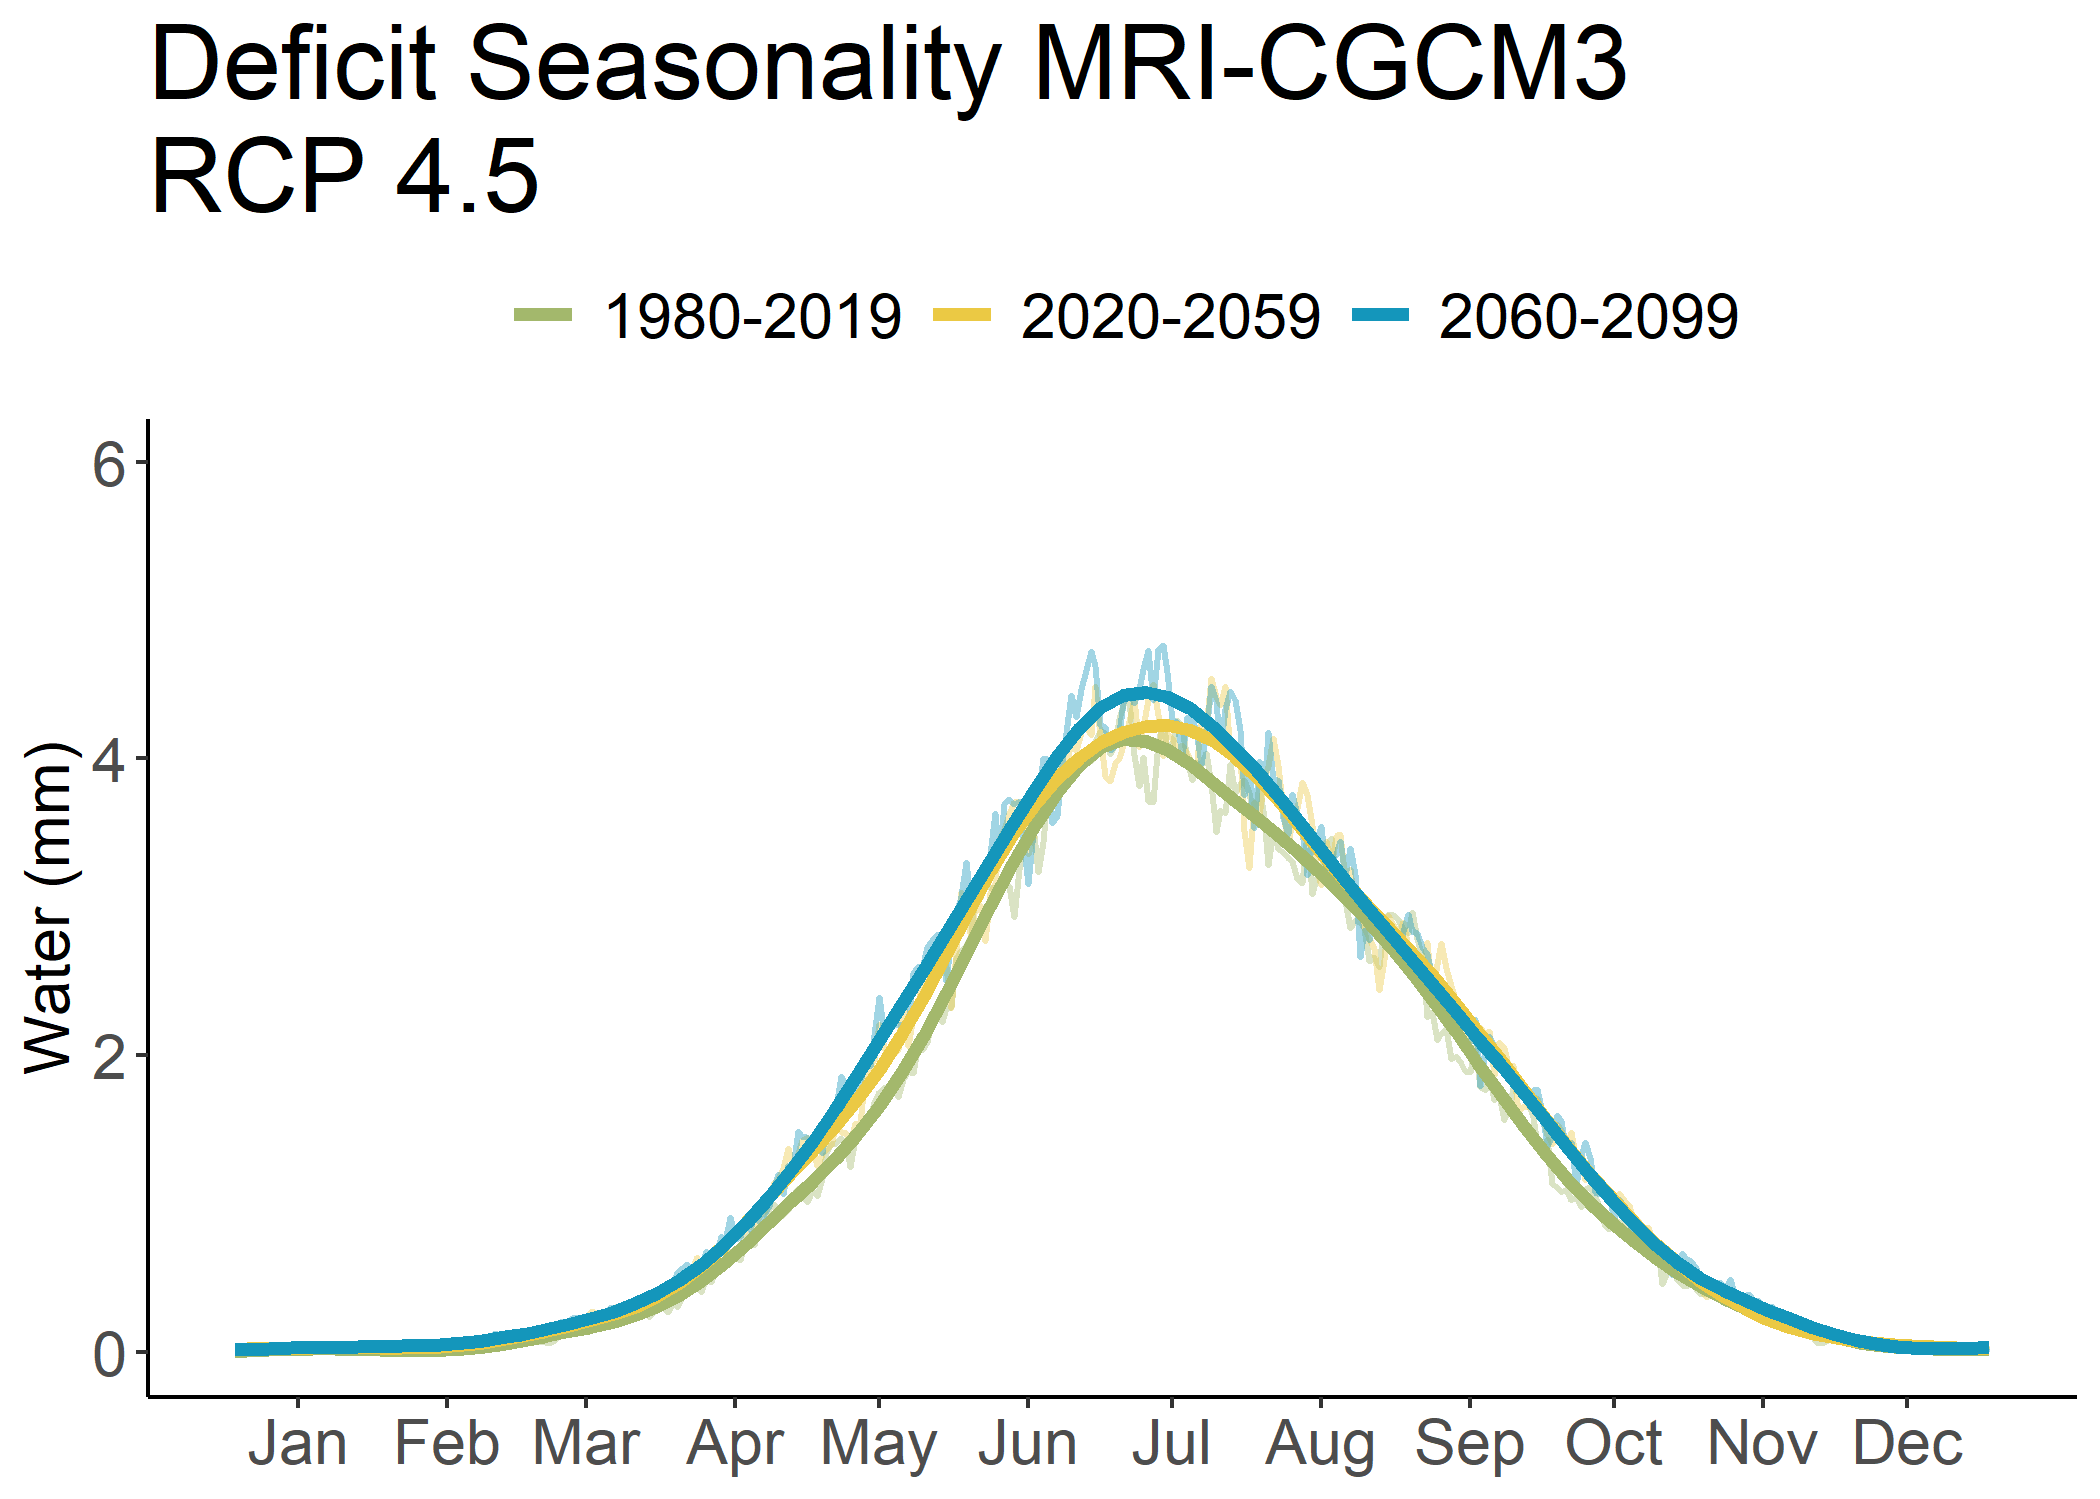 Deficit Seasonality MRI-CGCM3
RCP 4.5
1980-2019 2020-2059 2060-2099
Water (mm)
6
4
2
0
Jan Feb Mar Apr May Jun Jul Aug Sep Oct Nov Dec